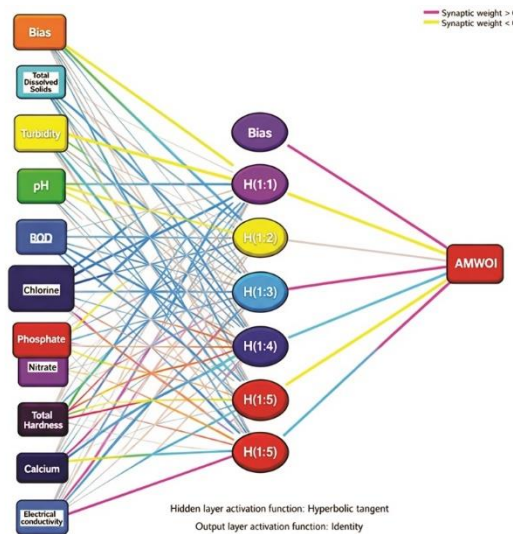 Synaptic weight > 0
Synaptic weight <
Bias
Total
Dissolved
Solids
Turbidity
pH
BOD
Chlorine
Phosphate
Nitrate
Total
Hardness
Calcium
Electrical
conductivity
Bias
H(1:1)
H(1:2)
H(1:3)
H(1:4)
H(1:5)
H(1:5)
AMWOI
Hidden layer activation function: Hyperbolic tangent
Output layer activation function: Identity